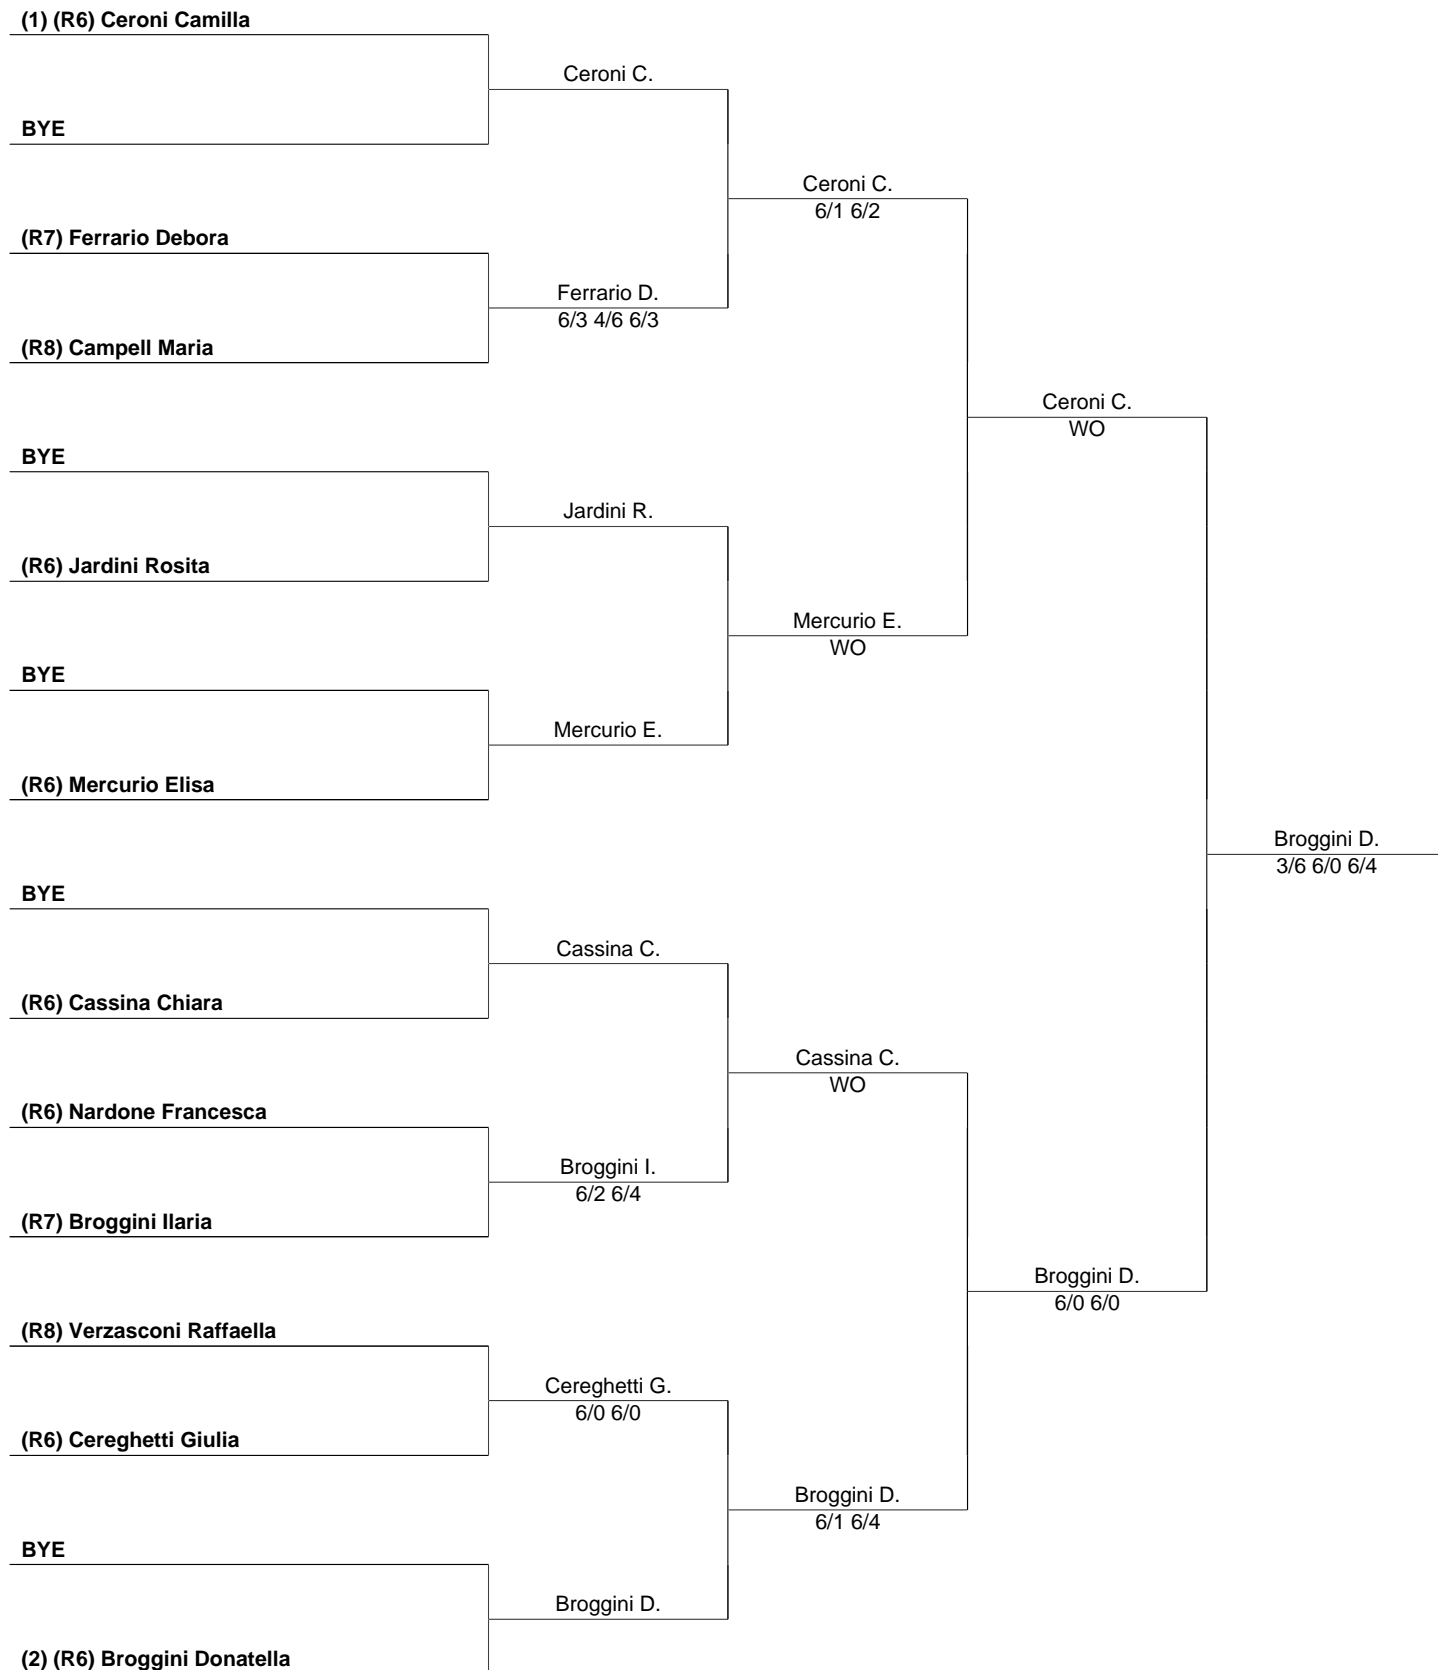 (1) (R6) Ceroni Camilla
Ceroni C.
BYE
Ceroni C.
6/1 6/2
(R7) Ferrario Debora
Ferrario D.
6/3 4/6 6/3
(R8) Campell Maria
Ceroni C.
WO
BYE
Jardini R.
(R6) Jardini Rosita
Mercurio E.
WO
BYE
Mercurio E.
(R6) Mercurio Elisa
Broggini D.
3/6 6/0 6/4
BYE
Cassina C.
(R6) Cassina Chiara
Cassina C.
WO
(R6) Nardone Francesca
Broggini I.
6/2 6/4
(R7) Broggini Ilaria
Broggini D.
6/0 6/0
(R8) Verzasconi Raffaella
Cereghetti G.
6/0 6/0
(R6) Cereghetti Giulia
Broggini D.
6/1 6/4
BYE
Broggini D.
(2) (R6) Broggini Donatella